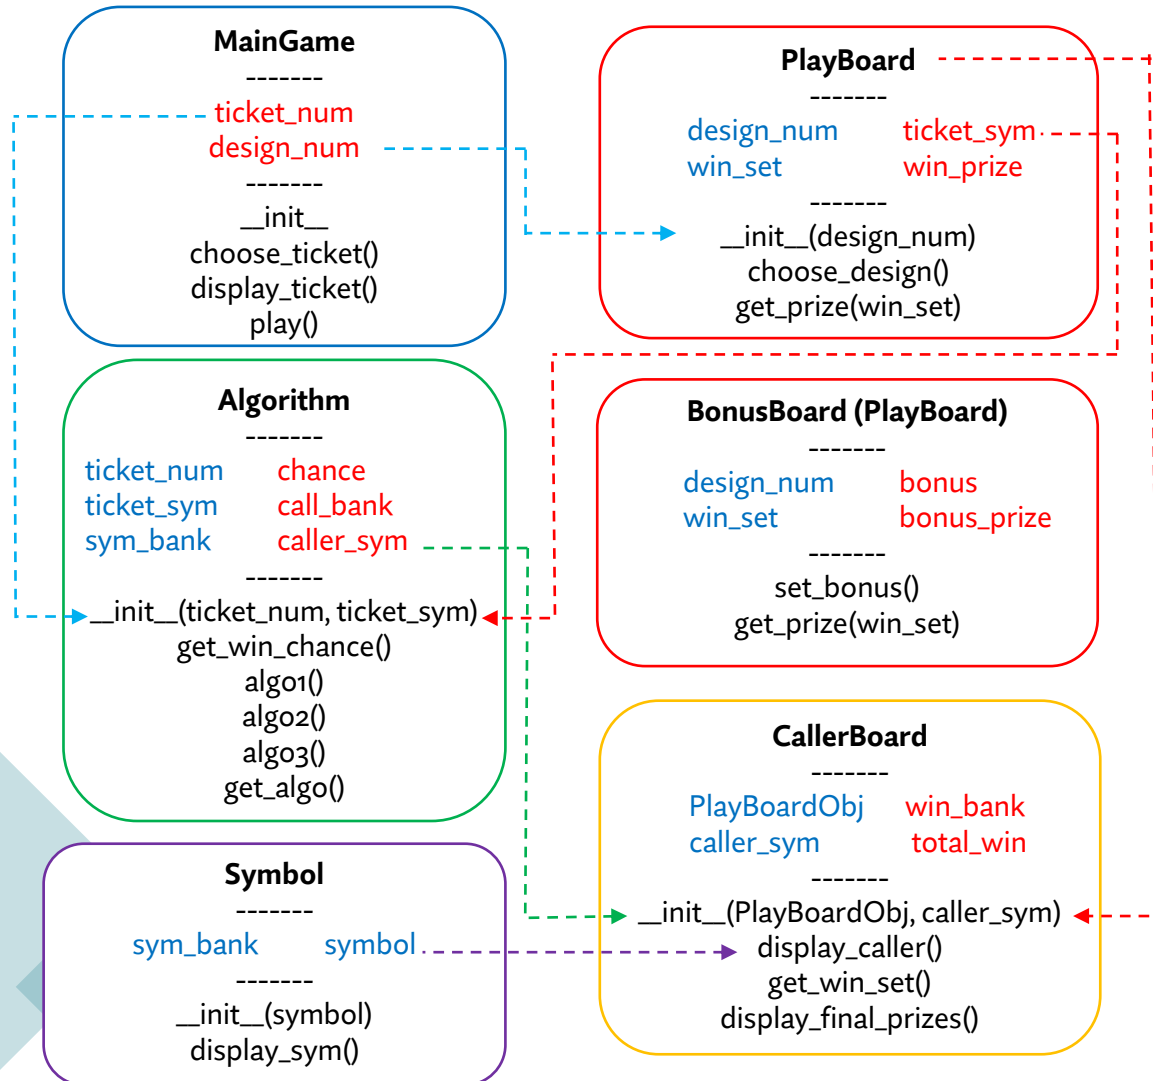 MainGame
-------
ticket_num
design_num
-------
__init__
choose_ticket()
display_ticket()
play()
PlayBoard
-------
design_num ticket_sym
win_set win_prize
-------
__init__(design_num)
choose_design()
get_prize(win_set)
Algorithm
-------
ticket_num chance
ticket_sym call_bank
sym_bank caller_sym
-------
__init__(ticket_num, ticket_sym)
get_win_chance()
algo1()
algo2()
algo3()
get_algo()
BonusBoard (PlayBoard)
-------
design_num bonus
win_set bonus_prize
-------
set_bonus()
get_prize(win_set)
Symbol
-------
sym_bank symbol
-------
__init__(symbol)
display_sym()
CallerBoard
-------
PlayBoardObj win_bank
caller_sym total_win
-------
__init__(PlayBoardObj, caller_sym)
display_caller()
get_win_set()
display_final_prizes()